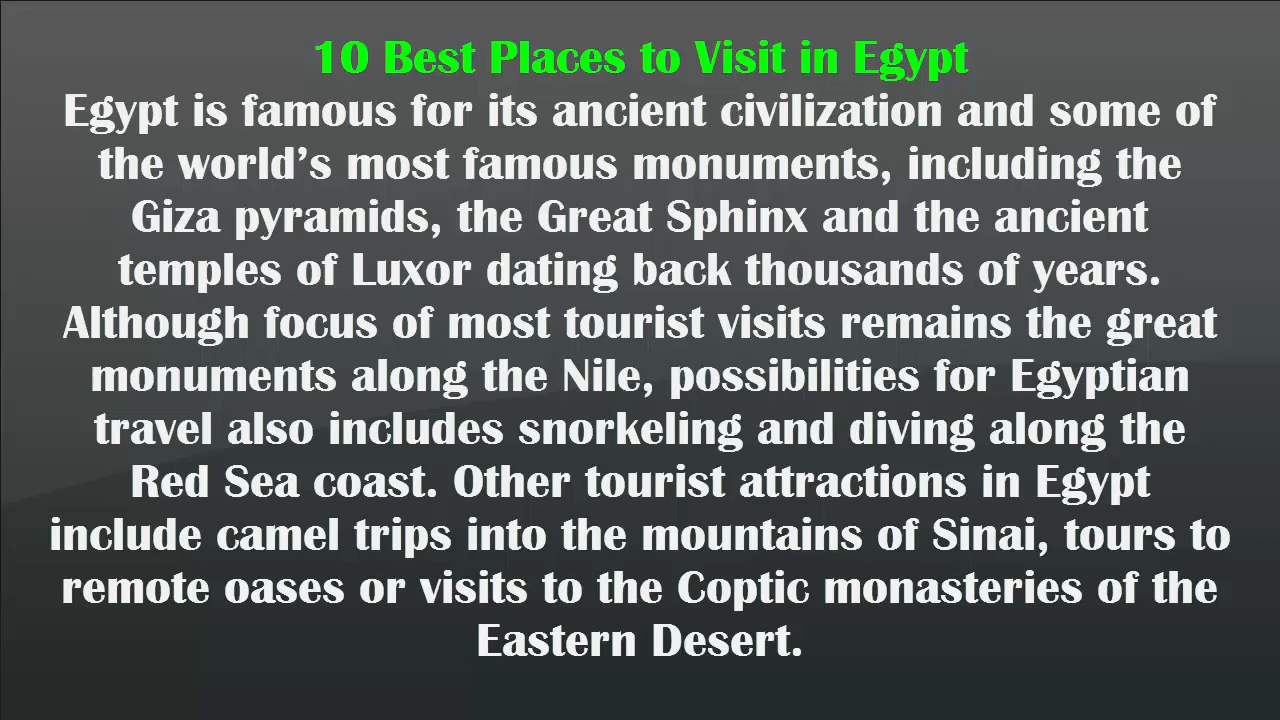 10 Best Places to Visit in Egypt
Egypt is famous for its ancient civilization and some of
the world’s most famous monuments, including the
Giza pyramids, the Great Sphinx and the ancient
temples of Luxor dating back thousands of years.
Although focus of most tourist visits remains the great
monuments along the Nile, possibilities for Egyptian
travel also includes snorkeling and diving along the
Red Sea coast. Other tourist attractions in Egypt
include camel trips into the mountains of Sinai, tours to
remote oases or visits to the Coptic monasteries of the
Eastern Desert.